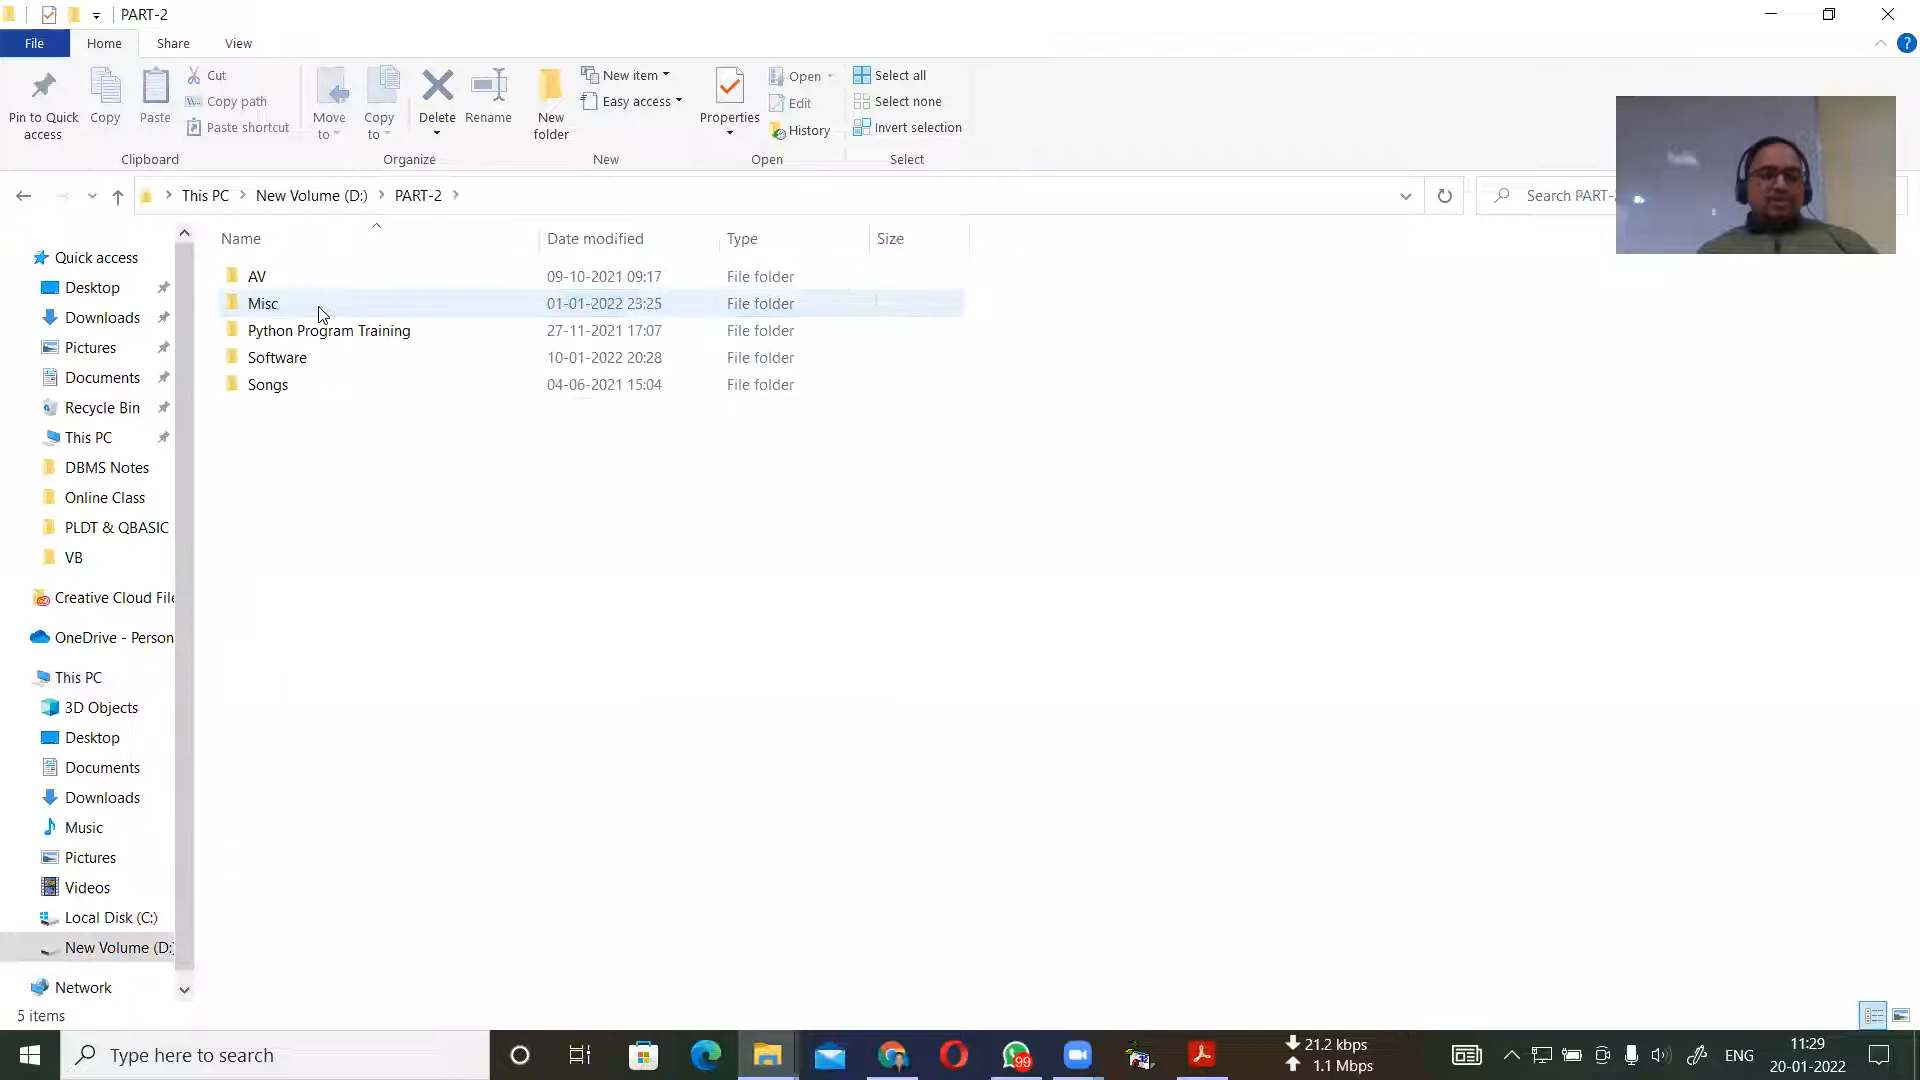 PART-2
File Home Share View
Pin to Quick access
Copy
Paste
Cut
Copy path
Paste shortcut
Clipboard
Move to
Copy to
Delete
Rename
Organize
New folder
New item
Easy access
New
Properties
Open
Edit
History
Open
Select all
Select none
Invert selection
Select
This PC New Volume (D:) PART-2
Search PART-
Name Date modified Type Size
AV 09-10-2021 09:17 File folder
Misc 01-01-2022 23:25 File folder
Python Program Training 27-11-2021 17:07 File folder
Software 10-01-2022 20:28 File folder
Songs 04-06-2021 15:04 File folder
Quick access
Desktop
Downloads
Pictures
Documents
Recycle Bin
This PC
DBMS Notes
Online Class
PLDT & QBASIC
VB
Creative Cloud File
OneDrive - Person
This PC
3D Objects
Desktop
Documents
Downloads
Music
Pictures
Videos
Local Disk (C:)
New Volume (D:)
Network
5 items
Type here to search
99
21.2 kbps
1.1 Mbps
ENG
11:29
20-01-2022